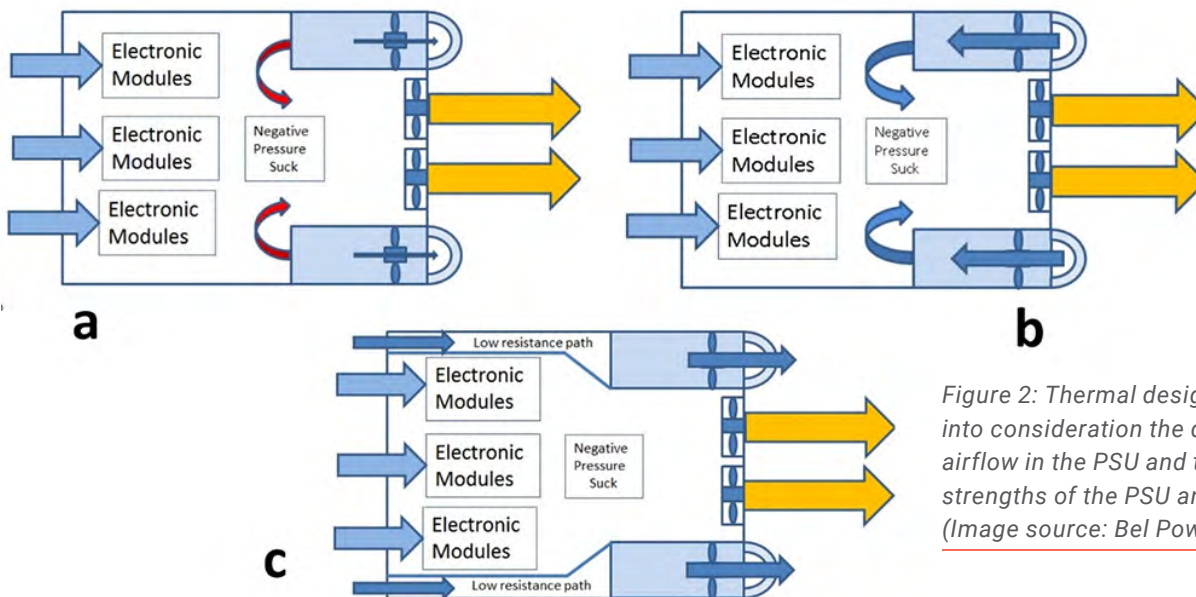 Electronic
Modules
Electronic
Modules
Electronic
Modules
Negative
Pressure
Suck
a
Electronic
Modules
Electronic
Modules
Electronic
Modules
Negative
Pressure
Suck
b
Low resistance path
Electronic
Modules
Electronic
Modules
Electronic
Modules
Negative
Pressure
Suck
Low resistance path
c
Figure 2: Thermal desig
into consideration the
airflow in the PSU and
strengths of the PSU
(Image source: Bel